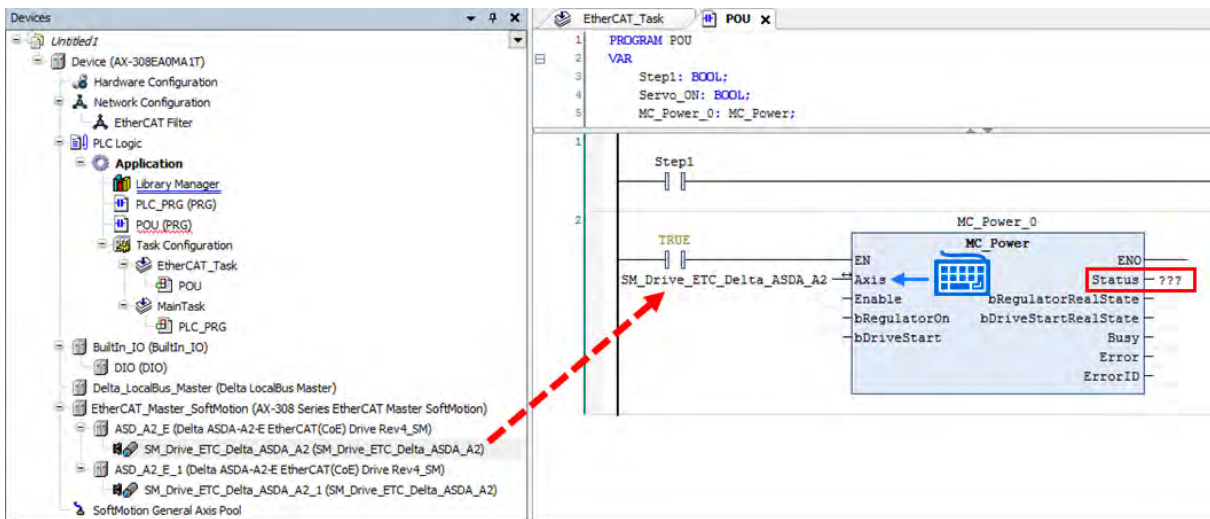 Devices
Untitled1
Device (AX-308EA0MA1T)
Hardware Configuration
Network Configuration
EtherCAT Filter
PLC Logic
Application
Library Manager
PLC_PRG (PRG)
POU (PRG)
Task Configuration
EtherCAT_Task
POU
MainTask
PLC_PRG
BuiltIn_IO (BuiltIn_IO)
DIO (DIO)
Delta_LocalBus_Master (Delta LocalBus Master)
EtherCAT_Master_SoftMotion (AX-308 Series EtherCAT Master SoftMotion)
ASD_A2_E (Delta ASDA-A2-E EtherCAT(CoE) Drive Rev4_SM)
SM_Drive_ETC_Delta_ASDA_A2 (SM_Drive_ETC_Delta_ASDA_A2)
ASD_A2_E_1 (Delta ASDA-A2-E EtherCAT(CoE) Drive Rev4_SM)
SM_Drive_ETC_Delta_ASDA_A2_1 (SM_Drive_ETC_Delta_ASDA_A2)
SoftMotion General Axis Pool
EtherCAT_Task POU X
1 PROGRAM POU
2 VAR
3 Step1: BOOL;
4 Servo_ON: BOOL;
5 MC_Power_0: MC_Power;
1
Step1
2
MC_Power_0
TRUE MC_Power
EN ENO
SM_Drive_ETC_Delta_ASDA_A2 Axis Status ???
Enable bRegulatorRealState
bRegulatorOn bDriveStartRealState
bDriveStart Busy
Error
ErrorID